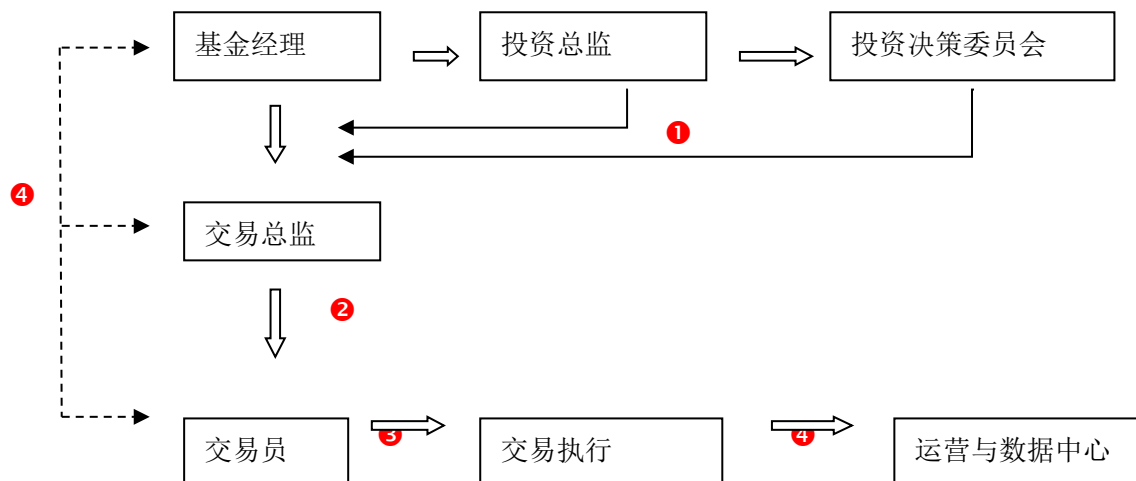 基金经理
投资总监
投资决策委员会
❶
❹
交易总监
❷
交易员
❸
交易执行
❹
运营与数据中心